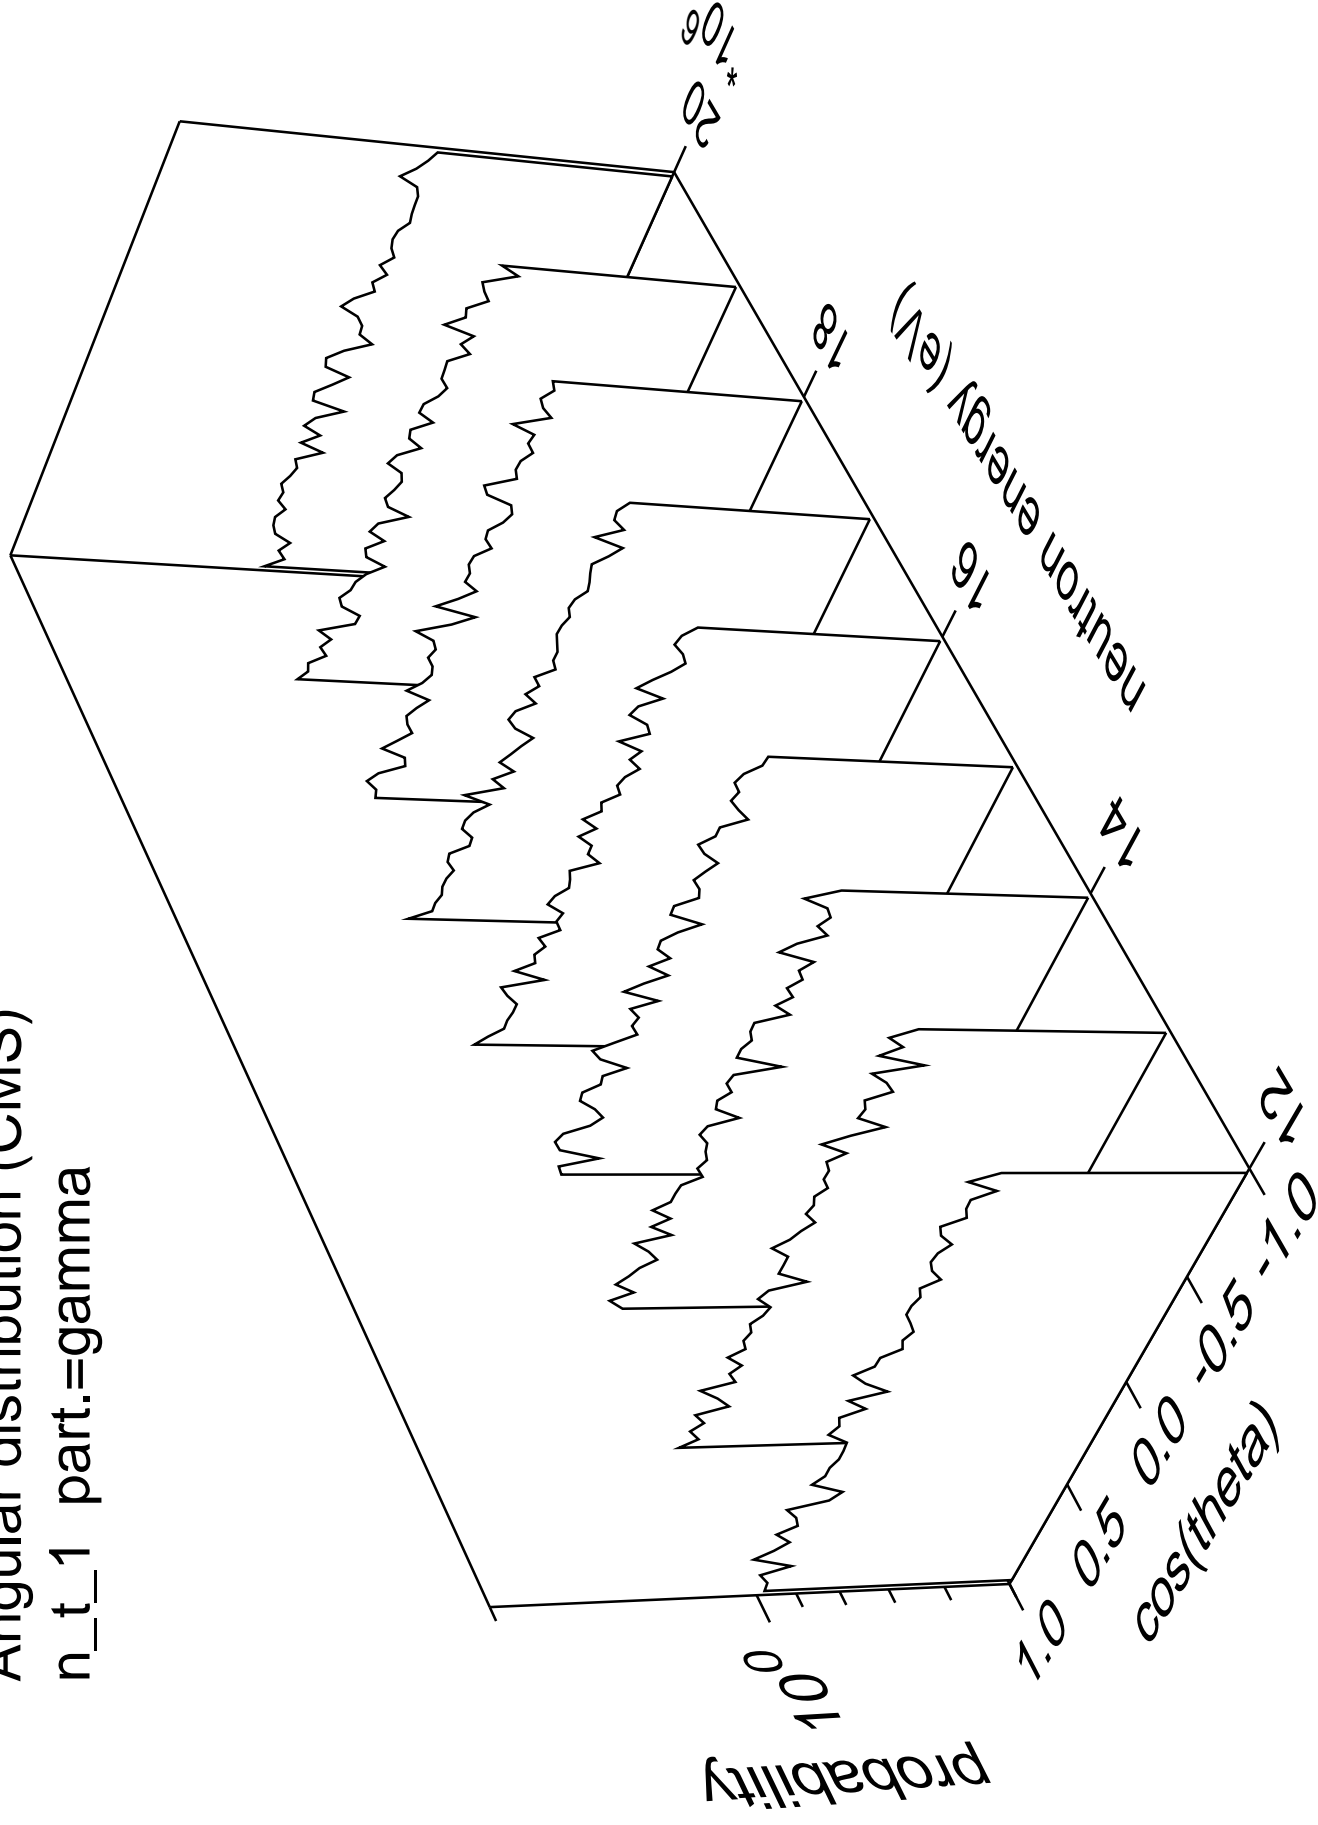 Angular distribution (CMS)
n_t_1 part.=gamma
probability
10^0
1.0
0.5
0.0
-0.5
-1.0
cos(theta)
12
14
16
18
20
*10^6
neutron energy (eV)